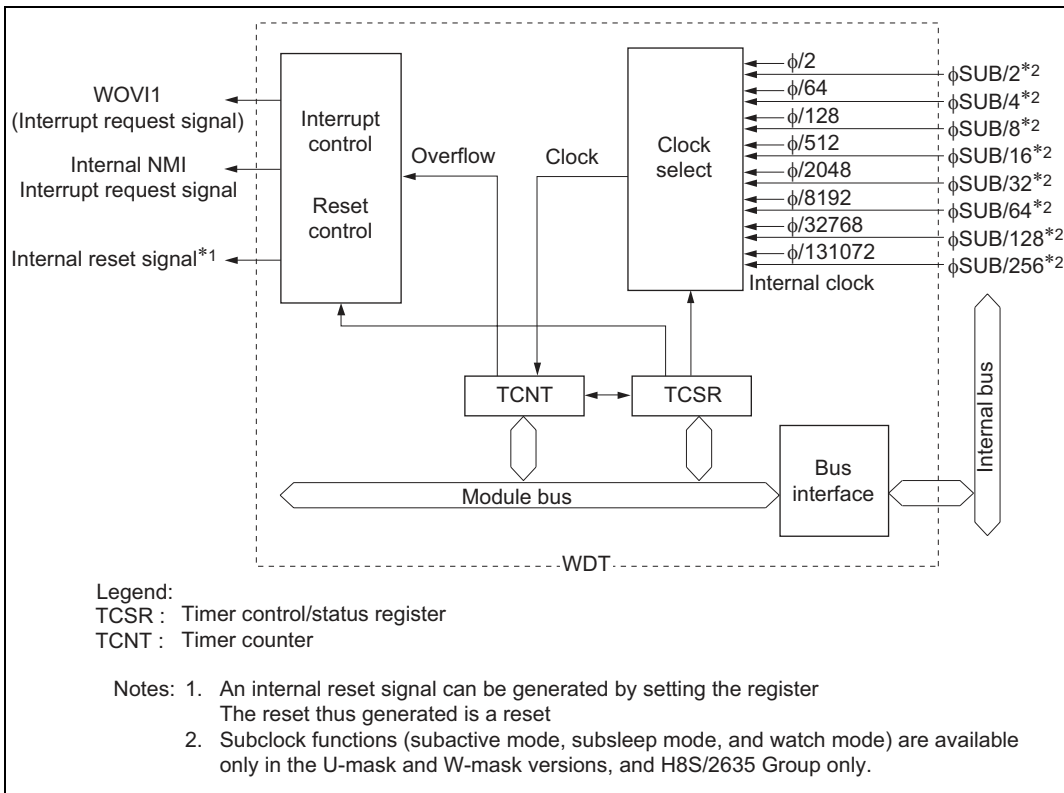 WOVI1
(Interrupt request signal)
Internal NMI
Interrupt request signal
Internal reset signal*1
Interrupt
control
Reset
control
Overflow
Clock
Clock
select
ϕ/2
ϕ/64
ϕ/128
ϕ/512
ϕ/2048
ϕ/8192
ϕ/32768
ϕ/131072
Internal clock
ϕSUB/2*2
ϕSUB/4*2
ϕSUB/8*2
ϕSUB/16*2
ϕSUB/32*2
ϕSUB/64*2
ϕSUB/128*2
ϕSUB/256*2
TCNT
TCSR
Module bus
Bus
interface
Internal bus
WDT
Legend:
TCSR : Timer control/status register
TCNT : Timer counter
Notes: 1. An internal reset signal can be generated by setting the register
The reset thus generated is a reset
2. Subclock functions (subactive mode, subsleep mode, and watch mode) are available
only in the U-mask and W-mask versions, and H8S/2635 Group only.